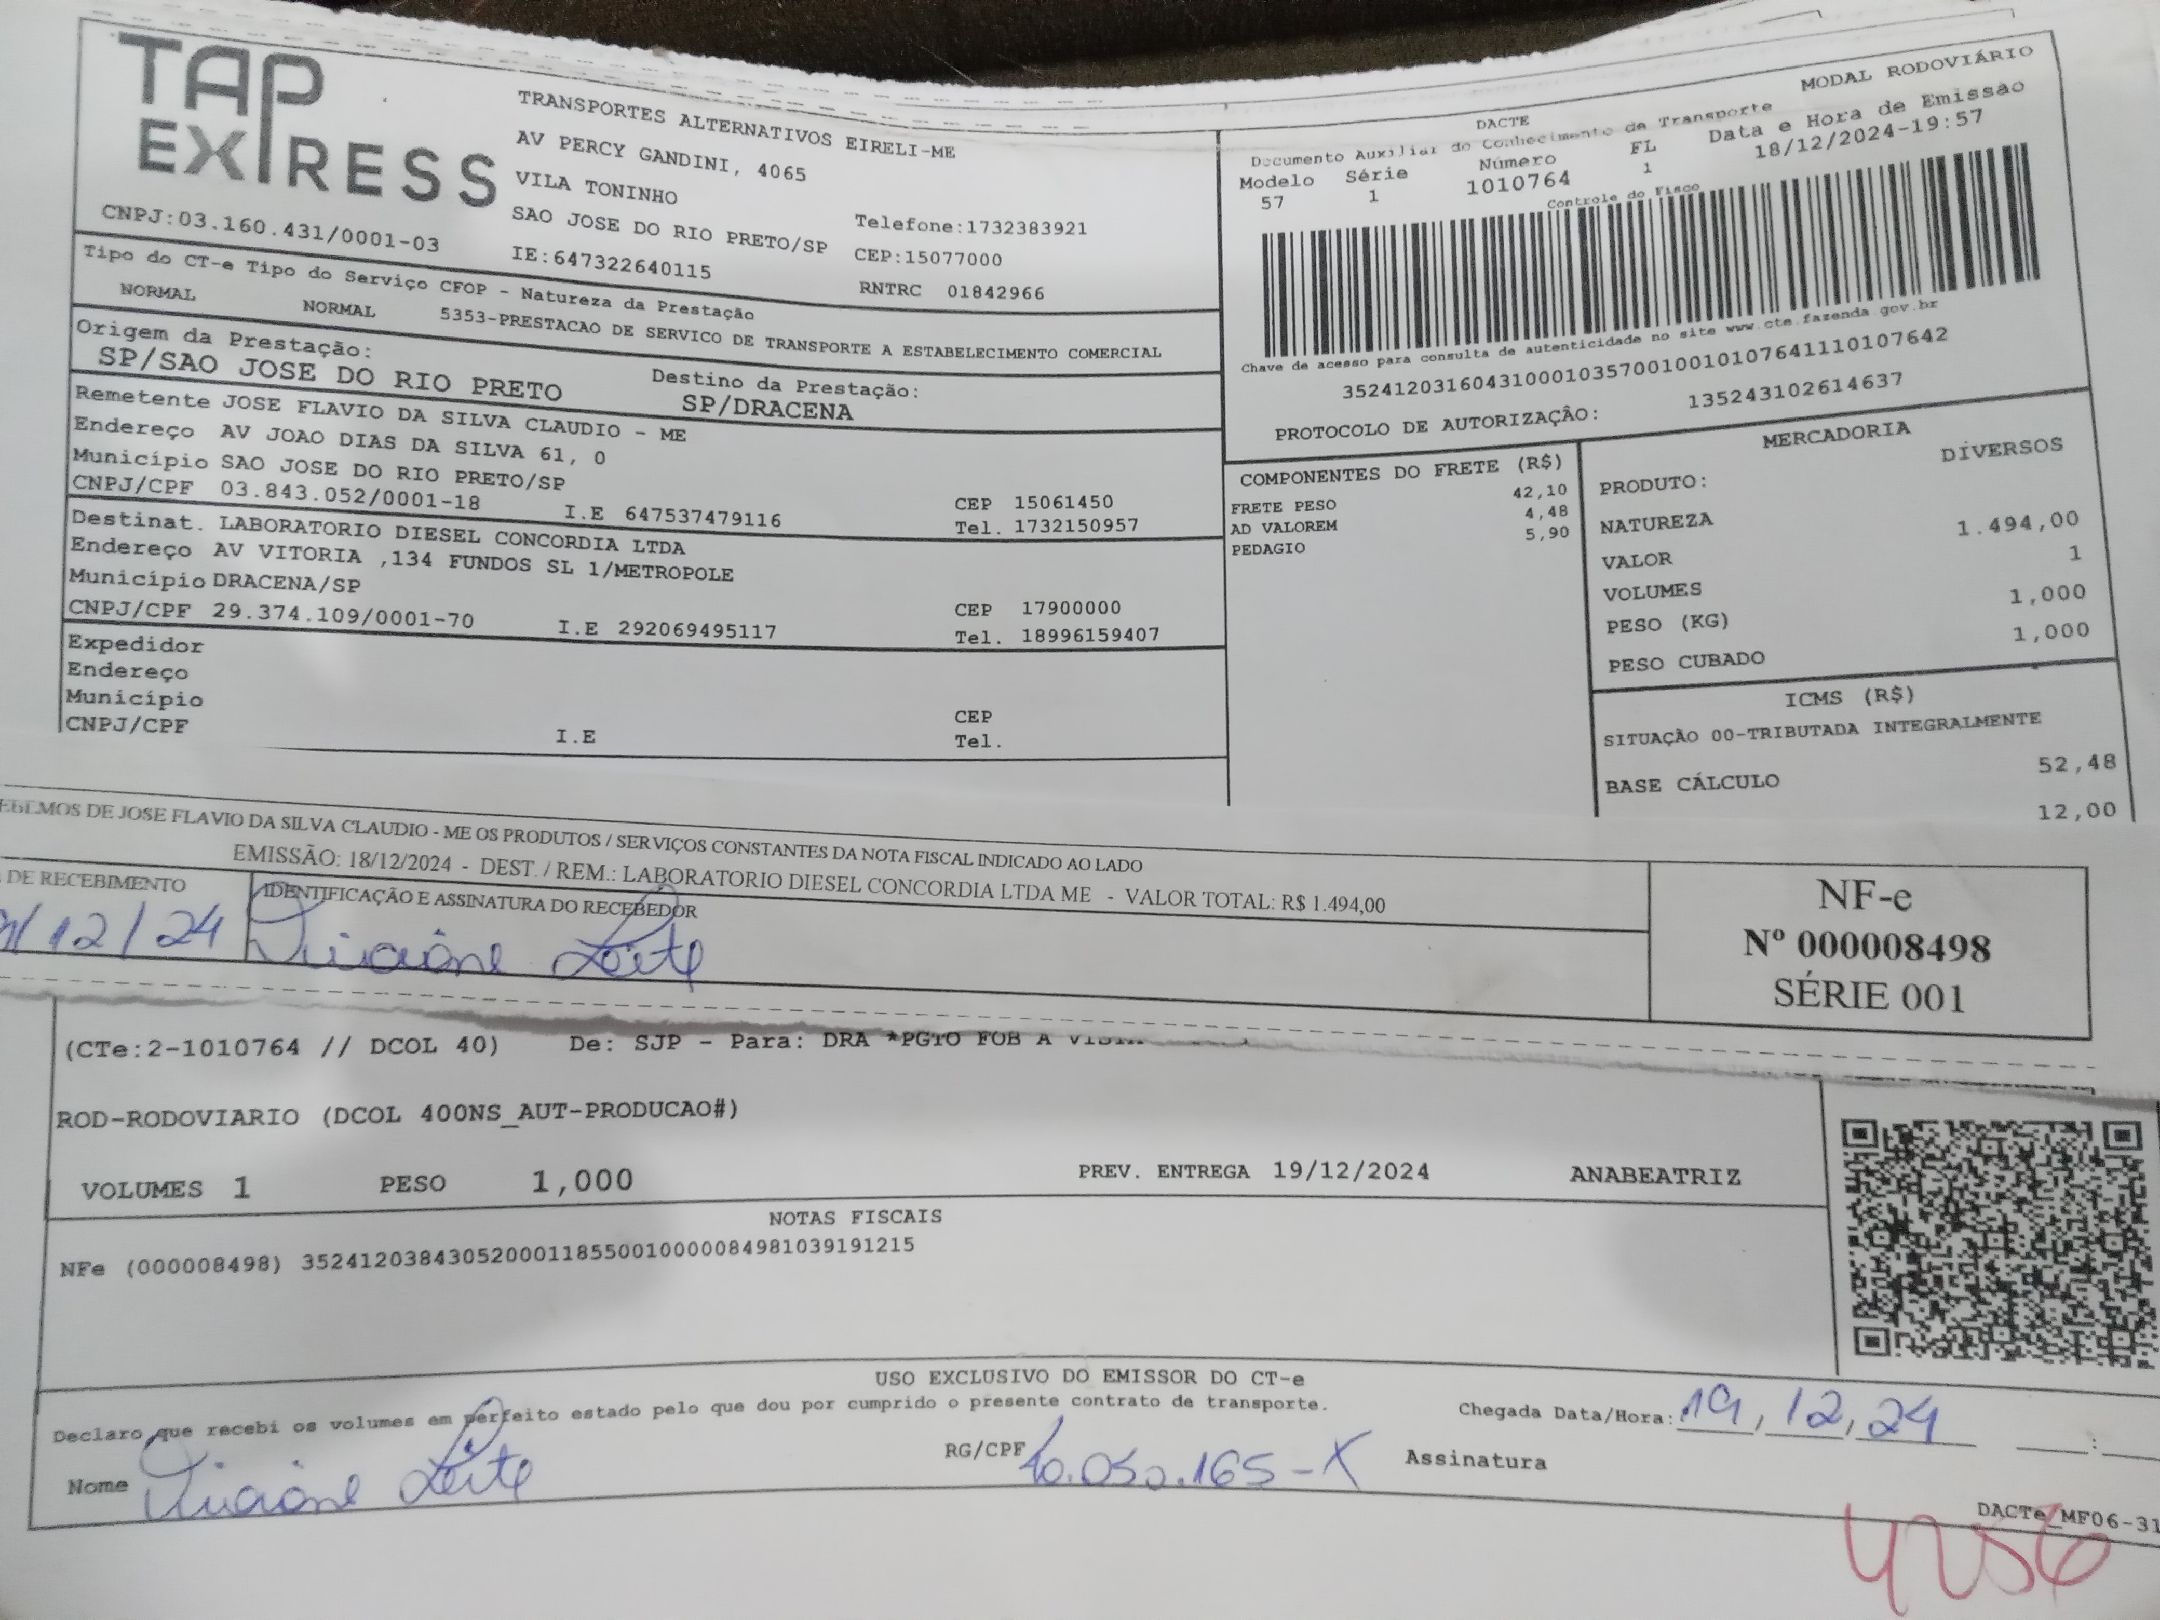 TAP
EXPRESS
CNPJ:03.160.431/0001-03
TRANSPORTES ALTERNATIVOS EIRELI-ME
AV PERCY GANDINI, 4065
VILA TONINHO
SAO JOSE DO RIO PRETO/SP
IE:647322640115
Telefone:1732383921
CEP:15077000
RNTRC 01842966
MODAL RODOVIÁRIO
DACTE
Documento Auxiliar do Conhecimento de Transporte
Modelo Série Número FL Data e Hora de Emissão
57 1 1010764 1 18/12/2024-19:57
Controle do Fisco
Chave de acesso para consulta de autenticidade no site www.cte.fazenda.gov.br
35241203160431000103570010010107641110107642
PROTOCOLO DE AUTORIZAÇÃO: 135243102614637
Tipo do CT-e Tipo do Serviço CFOP - Natureza da Prestação
NORMAL NORMAL 5353-PRESTACAO DE SERVICO DE TRANSPORTE A ESTABELECIMENTO COMERCIAL
Origem da Prestação: Destino da Prestação:
SP/SAO JOSE DO RIO PRETO SP/DRACENA
Remetente JOSE FLAVIO DA SILVA CLAUDIO - ME
Endereço AV JOAO DIAS DA SILVA 61, 0
Município SAO JOSE DO RIO PRETO/SP CEP 15061450
CNPJ/CPF 03.843.052/0001-18 I.E 647537479116 Tel. 1732150957
Destinat. LABORATORIO DIESEL CONCORDIA LTDA
Endereço AV VITORIA ,134 FUNDOS SL 1/METROPOLE
Município DRACENA/SP CEP 17900000
CNPJ/CPF 29.374.109/0001-70 I.E 292069495117 Tel. 18996159407
Expedidor
Endereço
Município CEP
CNPJ/CPF I.E Tel.
COMPONENTES DO FRETE (R$)
FRETE PESO 42,10
AD VALOREM 4,48
PEDAGIO 5,90
MERCADORIA
PRODUTO: DIVERSOS
NATUREZA
VALOR 1.494,00
VOLUMES 1
PESO (KG) 1,000
PESO CUBADO 1,000
ICMS (R$)
SITUAÇÃO 00-TRIBUTADA INTEGRALMENTE
BASE CÁLCULO 52,48
12,00
EBEMOS DE JOSE FLAVIO DA SILVA CLAUDIO - ME OS PRODUTOS / SERVIÇOS CONSTANTES DA NOTA FISCAL INDICADO AO LADO
EMISSÃO: 18/12/2024 - DEST. / REM.: LABORATORIO DIESEL CONCORDIA LTDA ME - VALOR TOTAL: R$ 1.494,00
DE RECEBIMENTO IDENTIFICAÇÃO E ASSINATURA DO RECEBEDOR
/12/24 Leite
NF-e
Nº 000008498
SÉRIE 001
(CTe:2-1010764 // DCOL 40) De: SJP - Para: DRA *PGTO FOB A
ROD-RODOVIARIO (DCOL 400NS_AUT-PRODUCAO#)
VOLUMES 1 PESO 1,000 PREV. ENTREGA 19/12/2024 ANABEATRIZ
NOTAS FISCAIS
NFe (000008498) 35241203843052000118550010000084981039191215
USO EXCLUSIVO DO EMISSOR DO CT-e
Declaro que recebi os volumes em perfeito estado pelo que dou por cumprido o presente contrato de transporte.
Chegada Data/Hora: 19, 12, 24 :
Nome Leite RG/CPF 40.050.165-X Assinatura
DACTe_MF06-31
4256